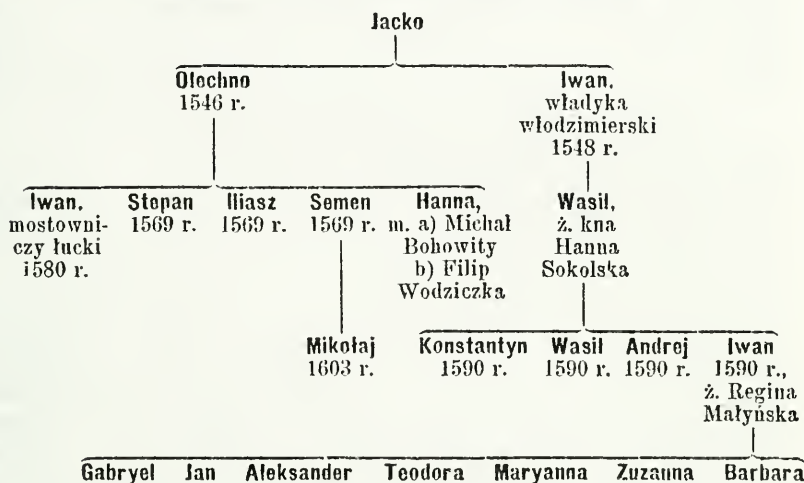 Jacko
Olechno
1546 r.
Iwan,
władyka
włodzimierski
1548 r.
Iwan,
mostowni-
czy łucki
1580 r.
Stepan
1569 r.
Iliasz
1569 r.
Semen
1569 r.
Hanna,
m. a) Michał
Bohowity
b) Filip
Wodziczka
Wasil,
ż. kna
Hanna
Sokolska
Mikołaj
1603 r.
Konstantyn
1590 r.
Wasil
1590 r.
Andrej
1590 r.
Iwan
1590 r.,
ż. Regina
Małyńska
Gabryel Jan Aleksander Teodora Maryanna Zuzanna Barbara